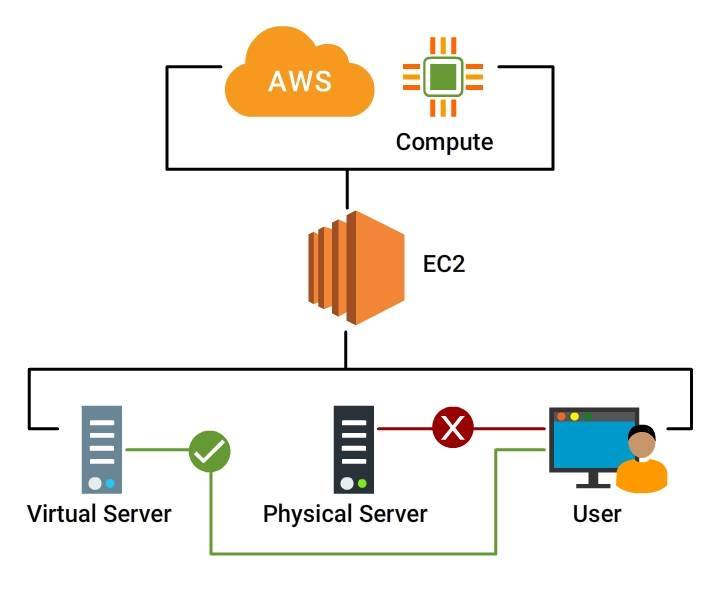 AWS
Compute
EC2
X
Virtual Server
Physical Server
User